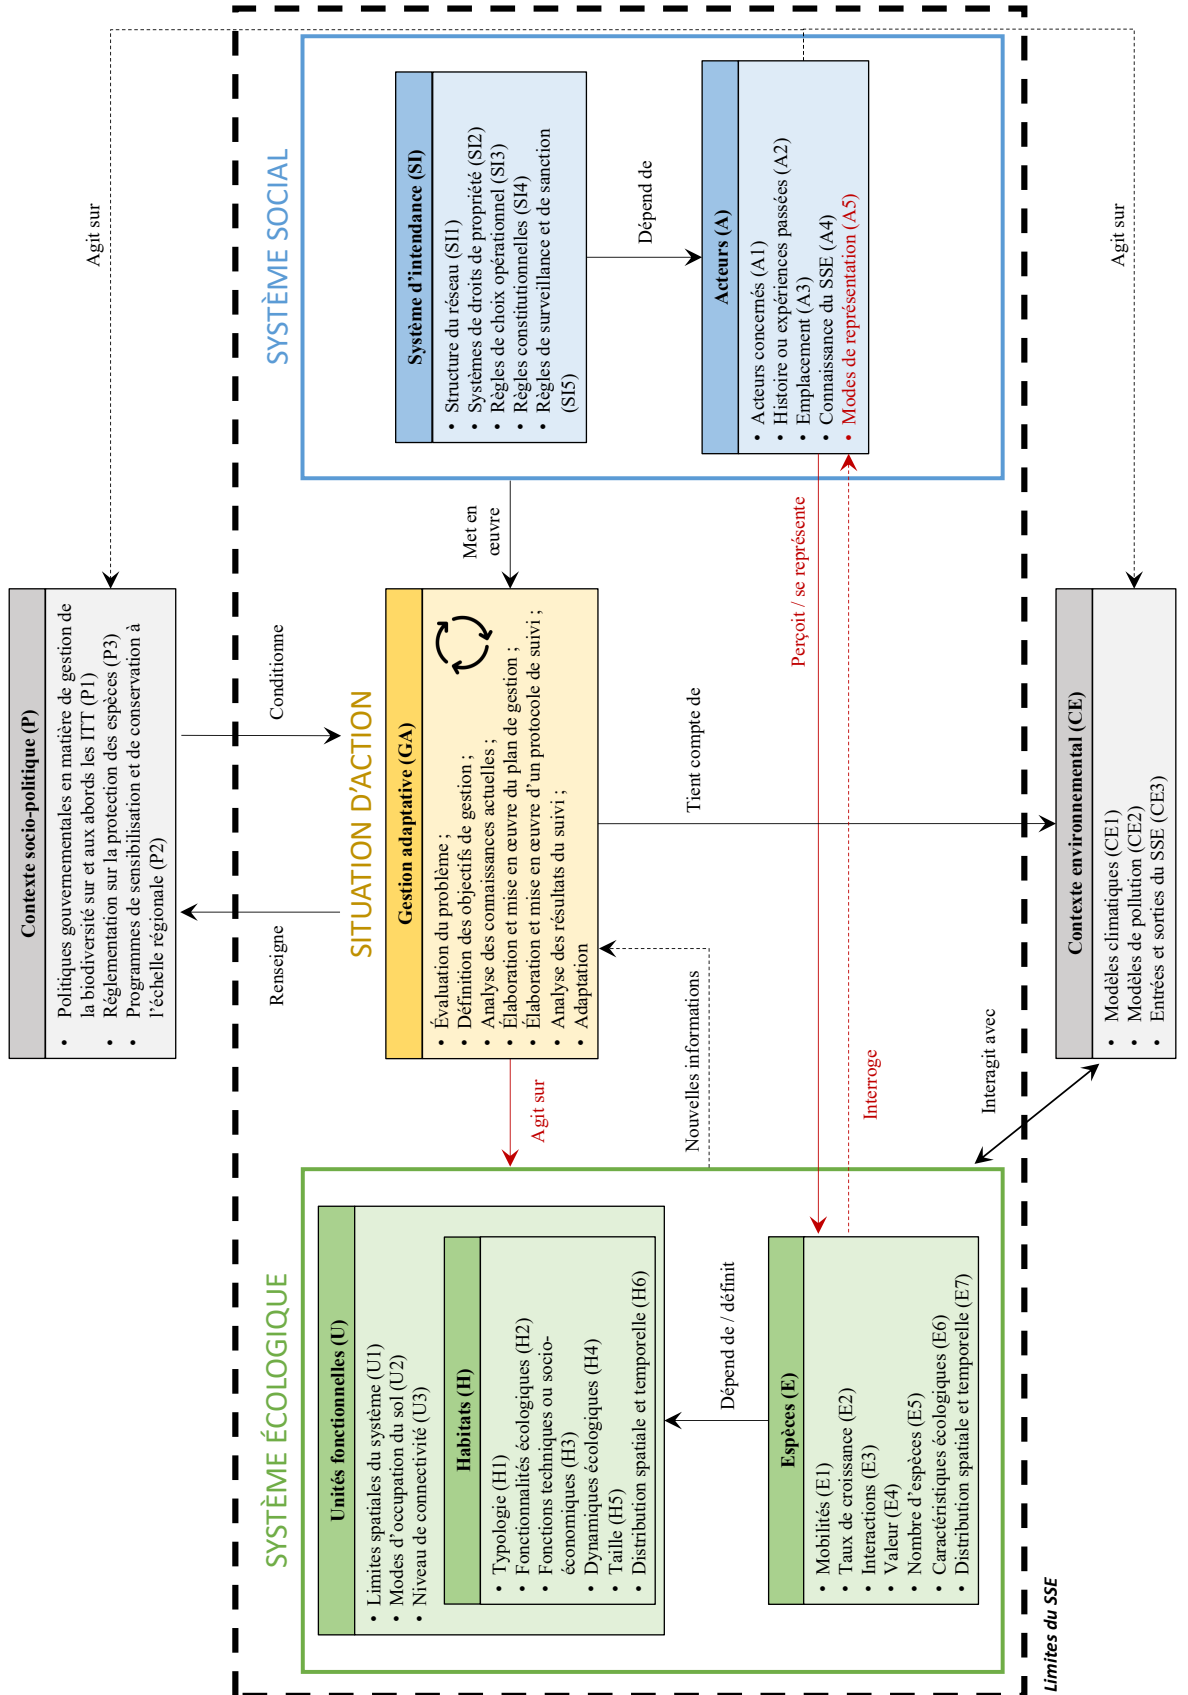 Contexte socio-politique (P)
• Politiques gouvernementales en matière de gestion de
la biodiversité sur et aux abords les ITT (P1)
• Réglementation sur la protection des espèces (P3)
• Programmes de sensibilisation et de conservation à
l’échelle régionale (P2)
Agit sur
Renseigne
Conditionne
SYSTÈME ÉCOLOGIQUE
Unités fonctionnelles (U)
• Limites spatiales du système (U1)
• Modes d’occupation du sol (U2)
• Niveau de connectivité (U3)
Habitats (H)
• Typologie (H1)
• Fonctionnalités écologiques (H2)
• Fonctions techniques ou socio-
économiques (H3)
• Dynamiques écologiques (H4)
• Taille (H5)
• Distribution spatiale et temporelle (H6)
Dépend de / définit
Espèces (E)
• Mobilités (E1)
• Taux de croissance (E2)
• Interactions (E3)
• Valeur (E4)
• Nombre d’espèces (E5)
• Caractéristiques écologiques (E6)
• Distribution spatiale et temporelle (E7)
SITUATION D’ACTION
Gestion adaptative (GA)
• Évaluation du problème ;
• Définition des objectifs de gestion ;
• Analyse des connaissances actuelles ;
• Élaboration et mise en œuvre du plan de gestion ;
• Élaboration et mise en œuvre d’un protocole de suivi ;
• Analyse des résultats du suivi ;
• Adaptation
Agit sur
Met en
œuvre
Nouvelles informations
Tient compte de
Perçoit / se représente
Interroge
Interagit avec
SYSTÈME SOCIAL
Système d’intendance (SI)
• Structure du réseau (SI1)
• Systèmes de droits de propriété (SI2)
• Règles de choix opérationnel (SI3)
• Règles constitutionnelles (SI4)
• Règles de surveillance et de sanction
(SI5)
Dépend de
Acteurs (A)
• Acteurs concernés (A1)
• Histoire ou expériences passées (A2)
• Emplacement (A3)
• Connaissance du SSE (A4)
• Modes de représentation (A5)
Agit sur
Limites du SSE
Contexte environnemental (CE)
• Modèles climatiques (CE1)
• Modèles de pollution (CE2)
• Entrées et sorties du SSE (CE3)